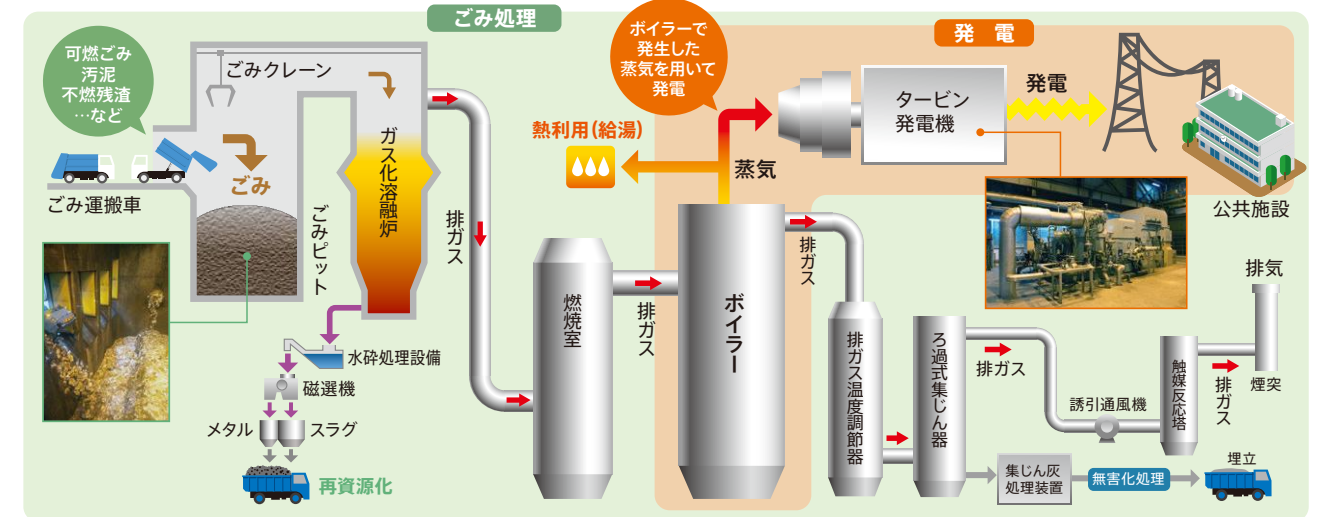 ごみ処理
発　電
可燃ごみ
汚泥
不燃残渣
…など
ごみクレーン
ごみ
ごみ運搬車
ごみピット
ガス化溶融炉
水砕処理設備
磁選機
メタル
スラグ
再資源化
排ガス
燃焼室
排ガス
ボイラーで
発生した
蒸気を用いて
発電
熱利用(給湯)
蒸気
ボイラー
タービン
発電機
発電
公共施設
排ガス
排ガス温度調節器
ろ過式集じん器
排ガス
誘引通風機
触媒反応塔
排ガス
排気
煙突
集じん灰
処理装置
無害化処理
埋立